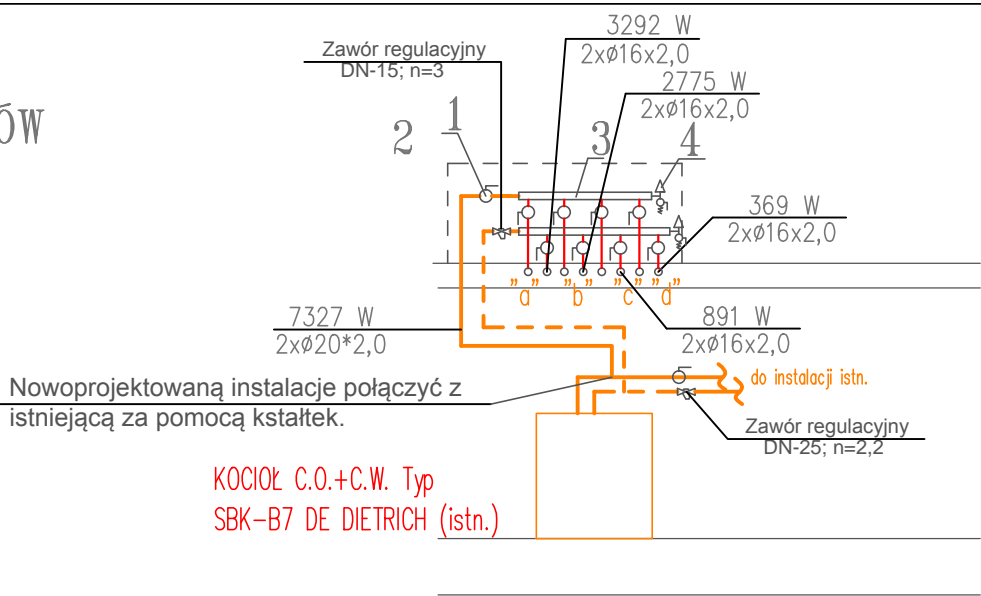 ÓW
Zawór regulacyjny
DN-15; n=3
3292 W
2xø16x2,0
2775 W
2xø16x2,0
2
1
3
4
369 W
2xø16x2,0
"a"
"b"
"c"
"d"
7327 W
2xø20*2,0
891 W
2xø16x2,0
Nowoprojektowaną instalacje połączyć z
istniejącą za pomocą kstałtek.
do instalacji istn.
Zawór regulacyjny
DN-25; n=2,2
KOCIOŁ C.O.+C.W. Typ
SBK-B7 DE DIETRICH (istn.)